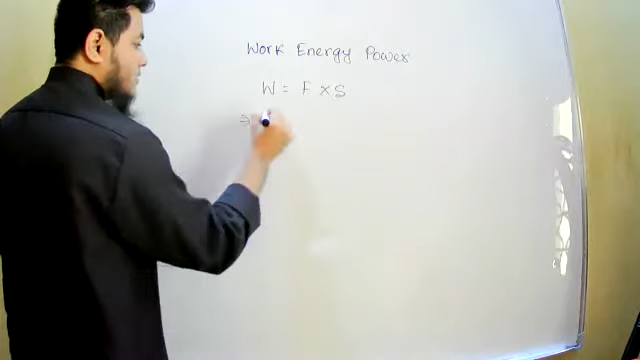 Work Energy Power
W = F × S
⇒